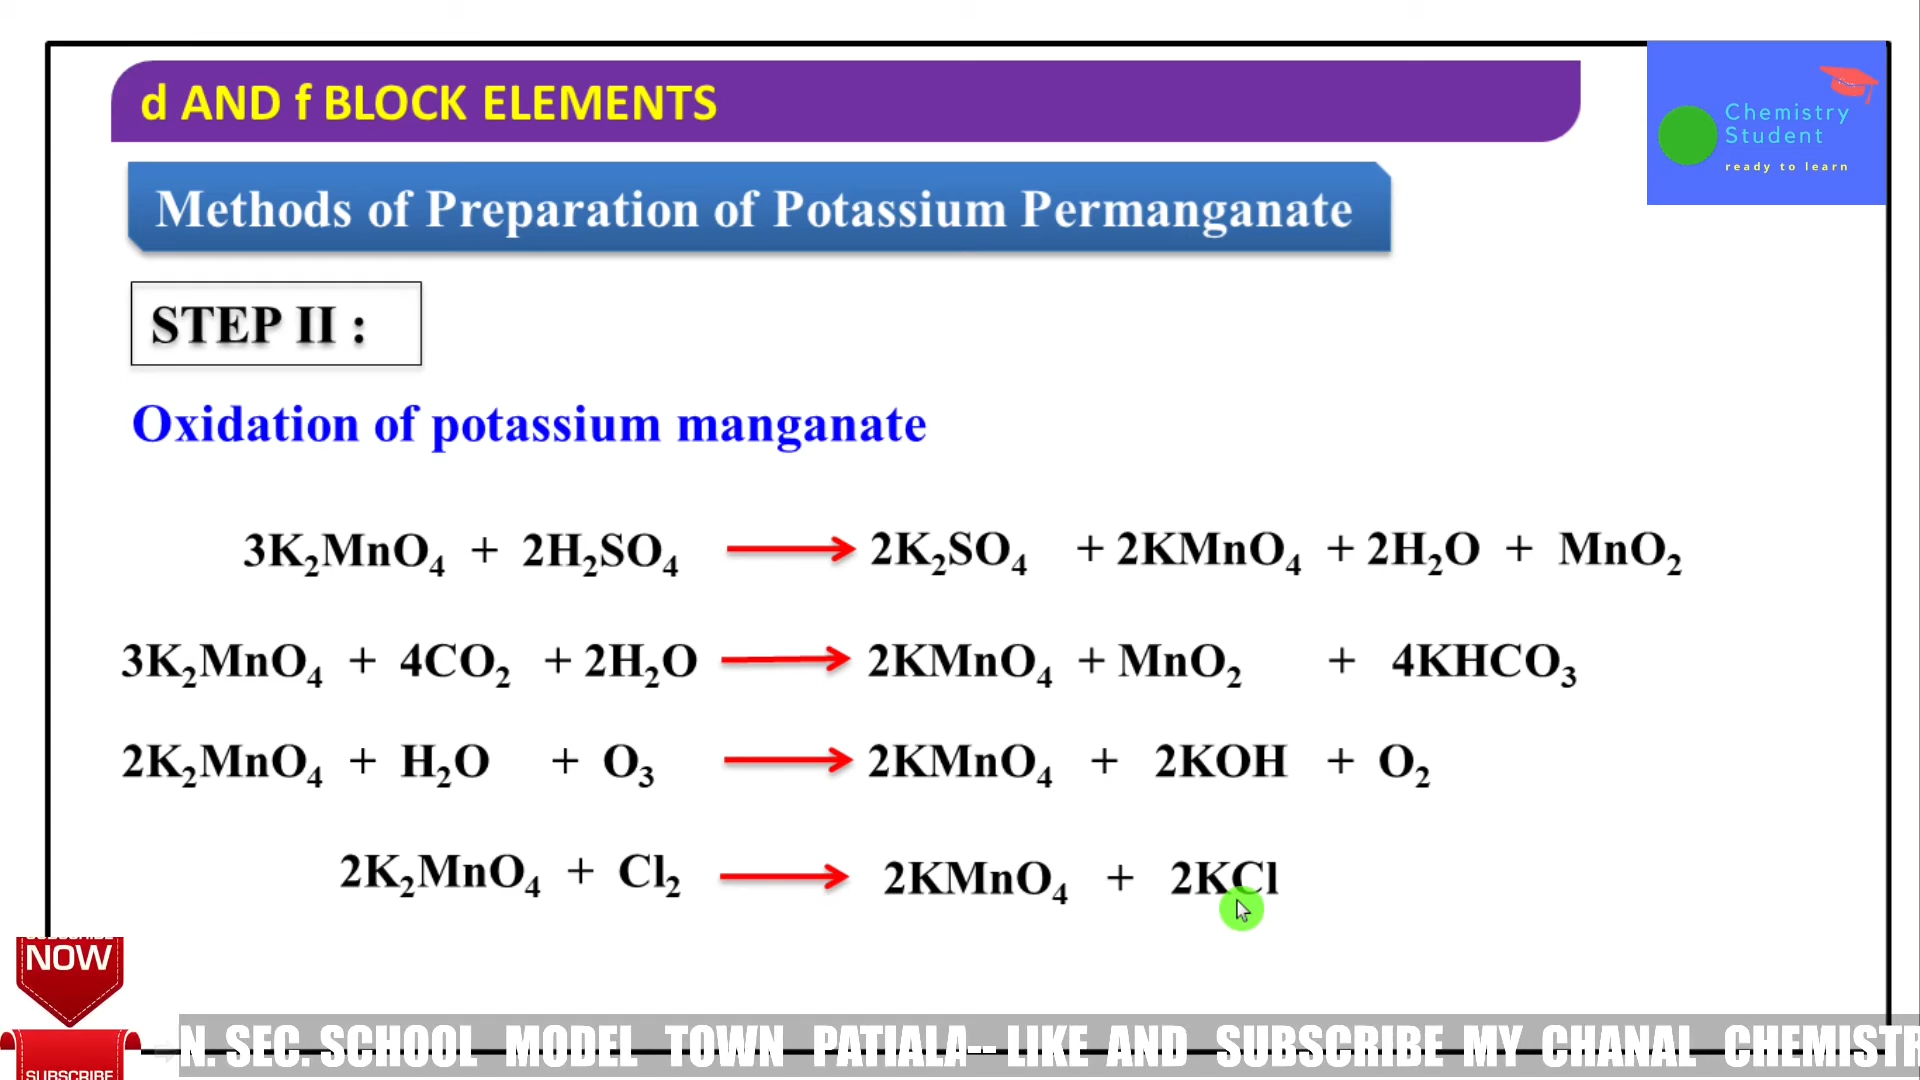 d AND f BLOCK ELEMENTS
Chemistry
Student
ready to learn
Methods of Preparation of Potassium Permanganate
STEP II :
Oxidation of potassium manganate
3K₂MnO₄ + 2H₂SO₄ → 2K₂SO₄ + 2KMnO₄ + 2H₂O + MnO₂
3K₂MnO₄ + 4CO₂ + 2H₂O → 2KMnO₄ + MnO₂ + 4KHCO₃
2K₂MnO₄ + H₂O + O₃ → 2KMnO₄ + 2KOH + O₂
2K₂MnO₄ + Cl₂ → 2KMnO₄ + 2KCl
NOW
SUBSCRIBE
N. SEC. SCHOOL MODEL TOWN PATIALA-- LIKE AND SUBSCRIBE MY CHANAL CHEMISTR